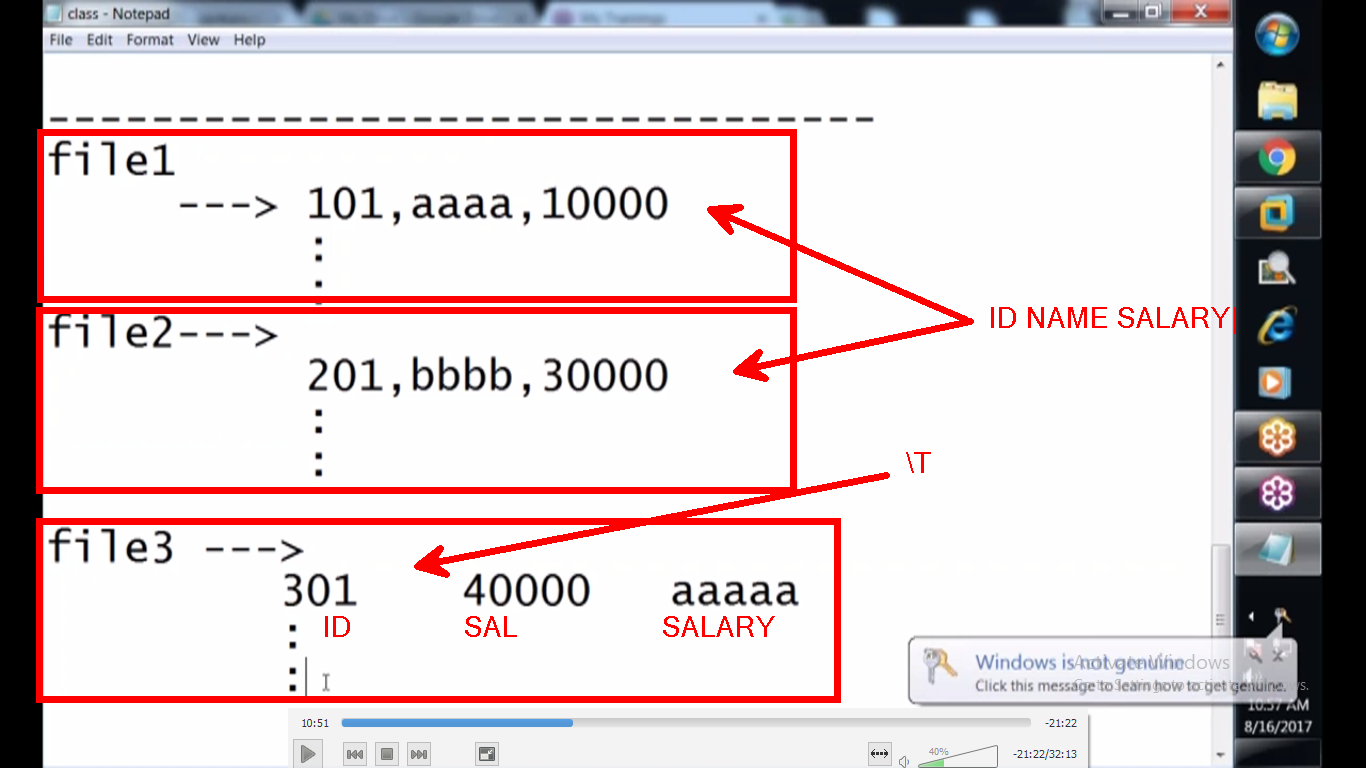 class - Notepad
File Edit Format View Help
---------------------------------
file1
---> 101,aaaa,10000
:
:
ID NAME SALARY
file2--->
201,bbbb,30000
:
:
\T
file3 --->
301 40000 aaaaa
: ID SAL SALARY
:
Windows is not genuine
Activate Windows
Click this message to learn how to get genuine.
10:57 AM
8/16/2017
10:51 -21:22
40%
-21:22/32:13